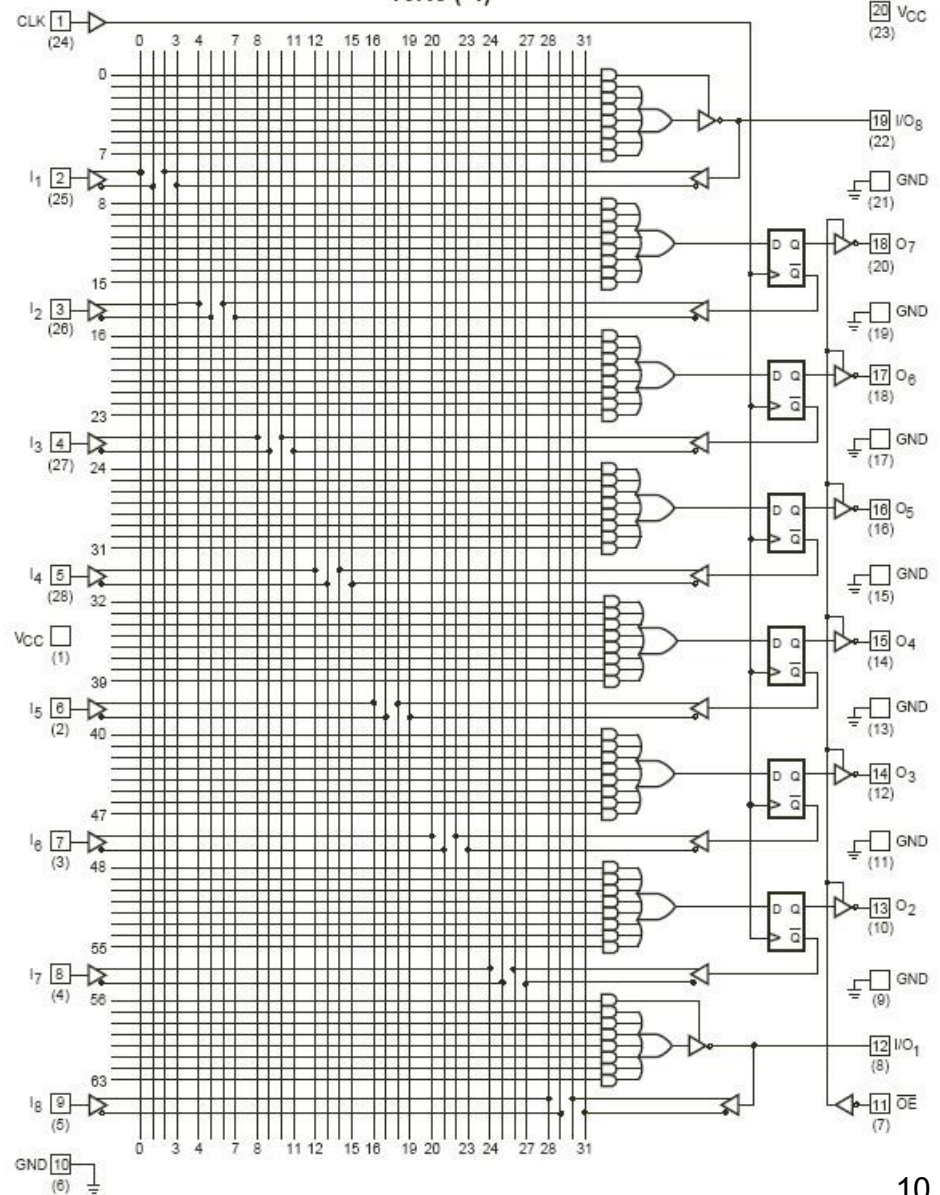 CLK 1 (24)
20 VCC (23)
0 3 4 7 8 11 12 15 16 19 20 23 24 27 28 31
0
7
19 I/O8 (22)
I1 2 (25)
GND (21)
8
15
D Q Q
18 O7 (20)
I2 3 (26)
GND (19)
16
23
D Q Q
17 O6 (18)
I3 4 (27)
GND (17)
24
31
D Q Q
16 O5 (16)
I4 5 (28)
GND (15)
32
39
VCC (1)
D Q Q
15 O4 (14)
I5 6 (2)
GND (13)
40
47
D Q Q
14 O3 (12)
I6 7 (3)
GND (11)
48
55
D Q Q
13 O2 (10)
I7 8 (4)
GND (9)
56
63
12 I/O1 (8)
I8 9 (5)
11 OE (7)
0 3 4 7 8 11 12 15 16 19 20 23 24 27 28 31
GND 10 (6)
10